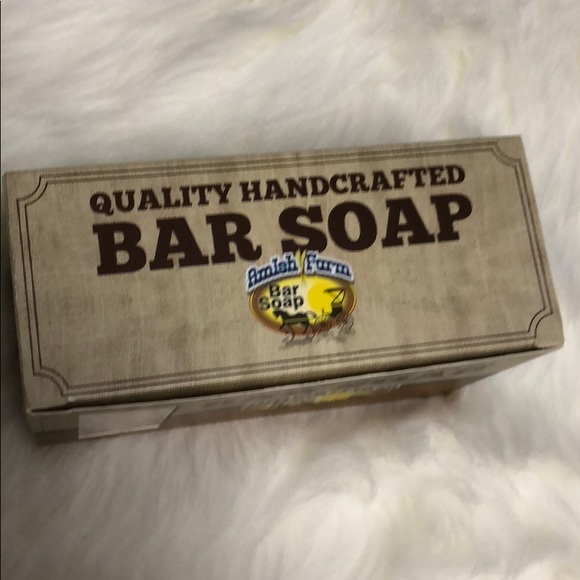 QUALITY HANDCRAFTED
BAR SOAP
Amish Farm
Bar
Soap